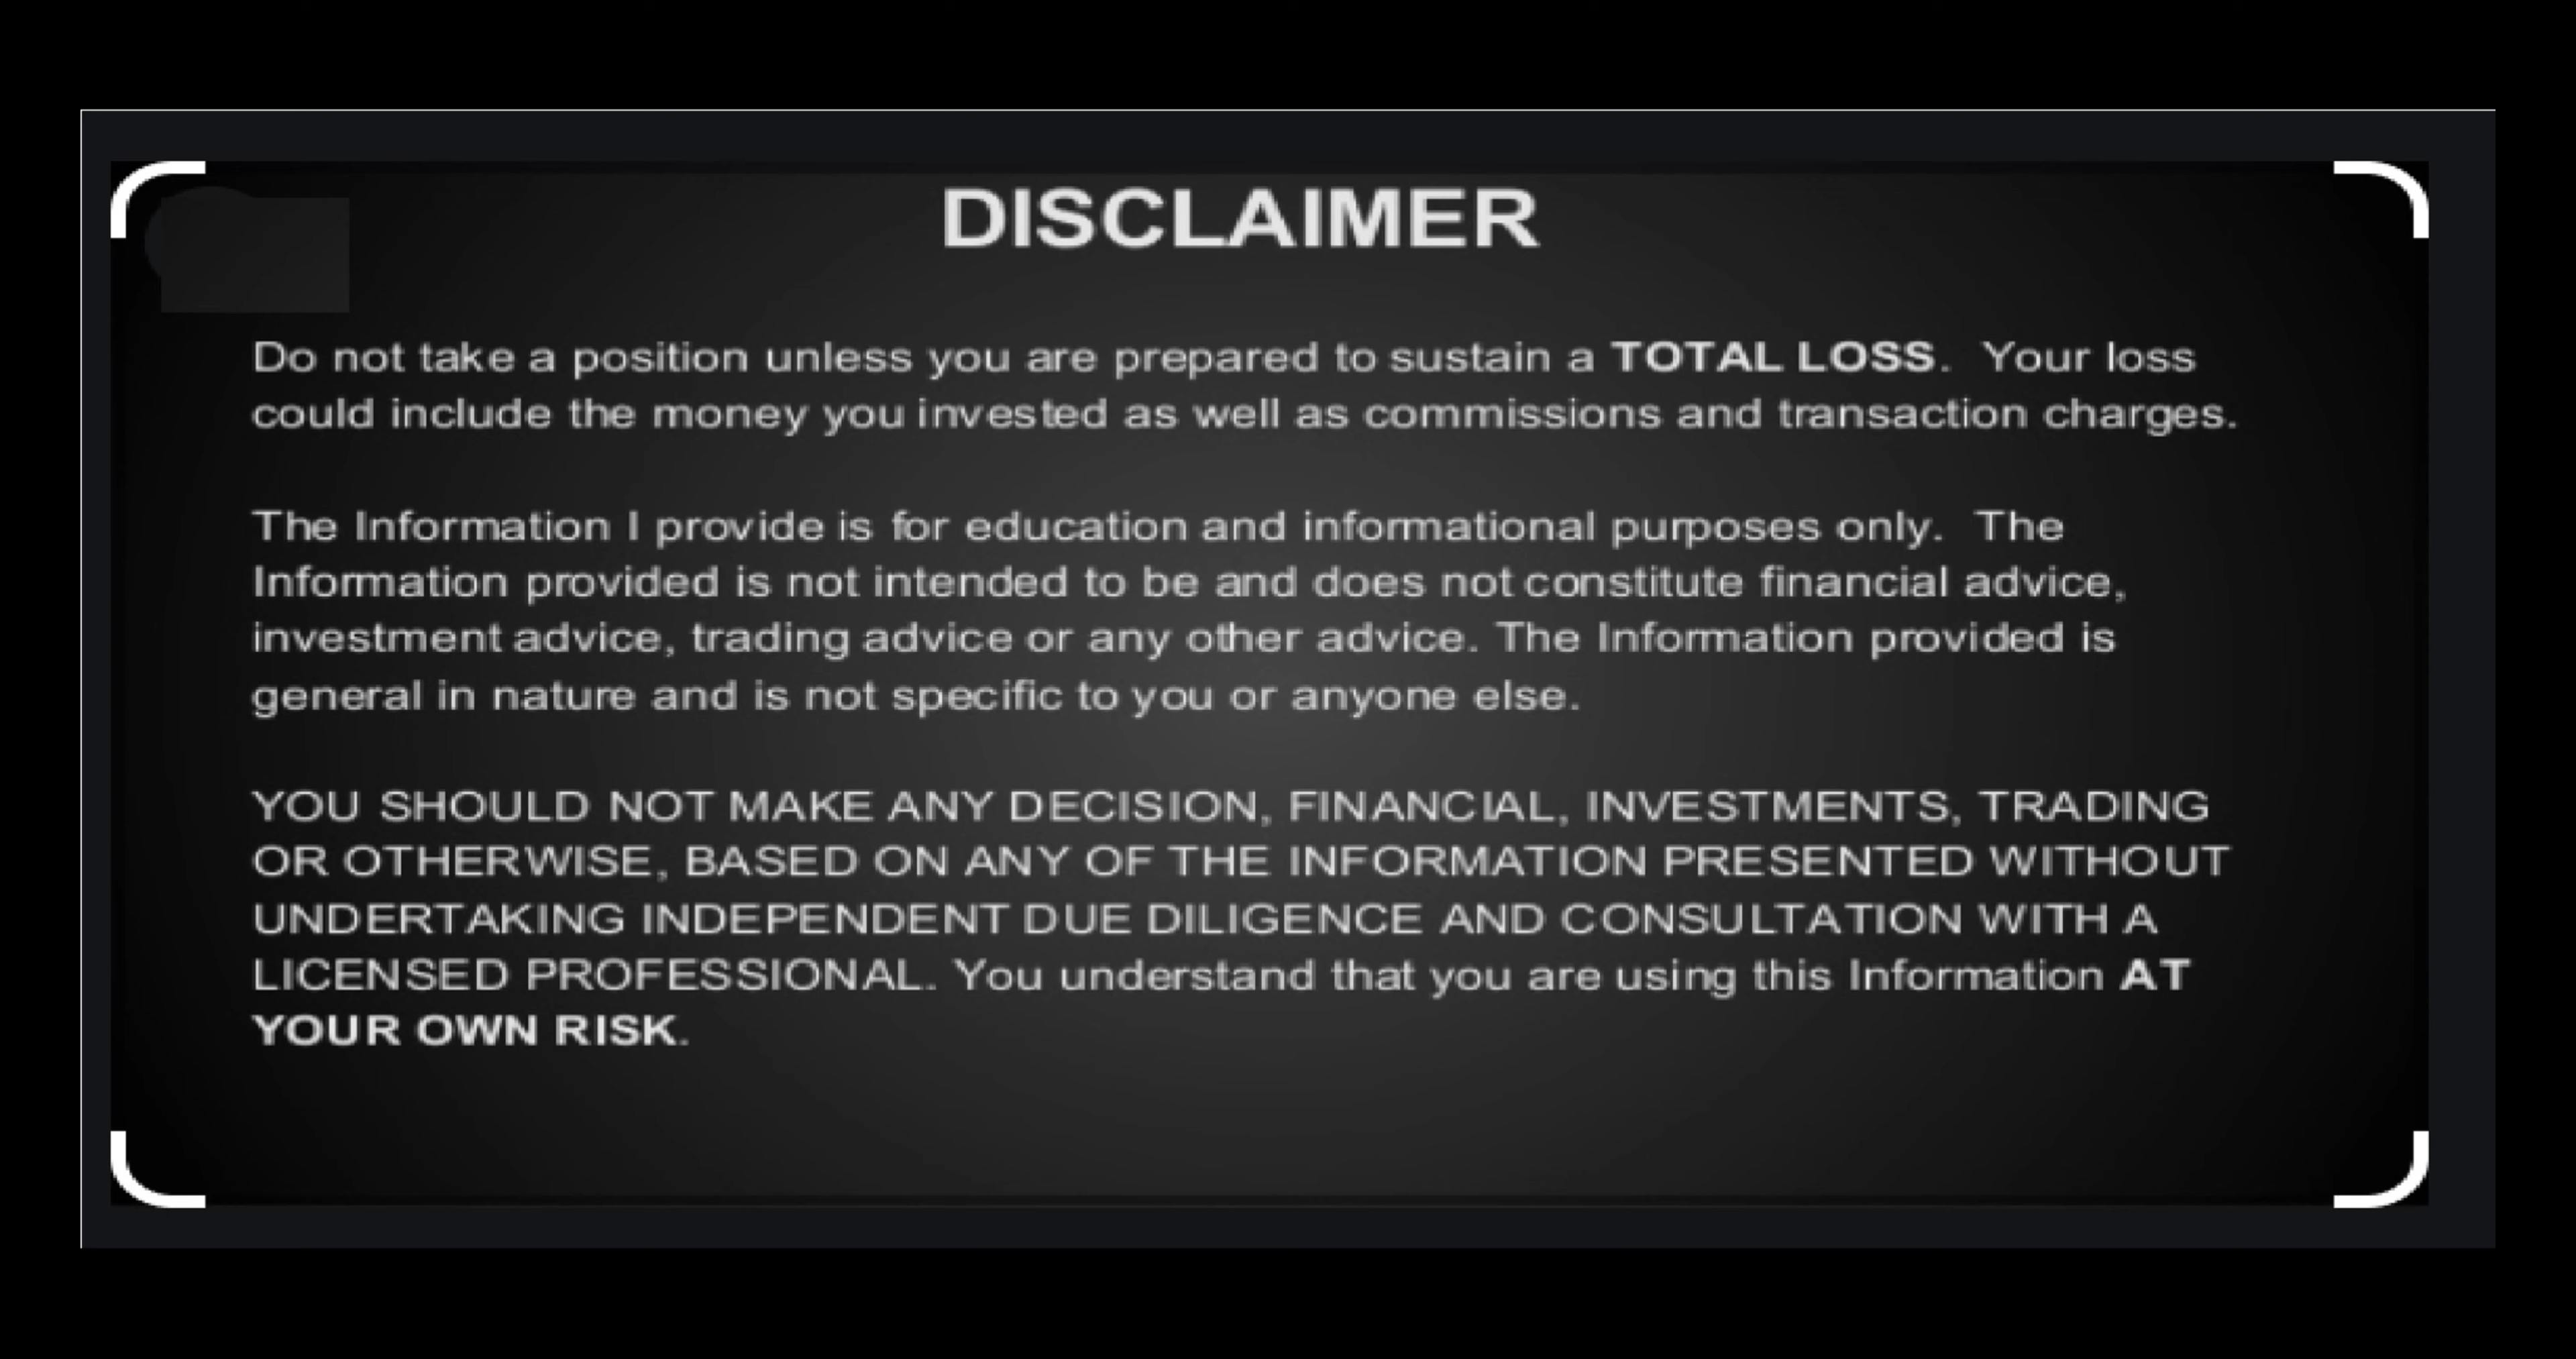 DISCLAIMER
Do not take a position unless you are prepared to sustain a TOTAL LOSS.  Your loss
could include the money you invested as well as commissions and transaction charges.
The Information I provide is for education and informational purposes only.  The
Information provided is not intended to be and does not constitute financial advice,
investment advice, trading advice or any other advice. The Information provided is
general in nature and is not specific to you or anyone else.
YOU SHOULD NOT MAKE ANY DECISION, FINANCIAL, INVESTMENTS, TRADING
OR OTHERWISE, BASED ON ANY OF THE INFORMATION PRESENTED WITHOUT
UNDERTAKING INDEPENDENT DUE DILIGENCE AND CONSULTATION WITH A
LICENSED PROFESSIONAL. You understand that you are using this Information AT
YOUR OWN RISK.